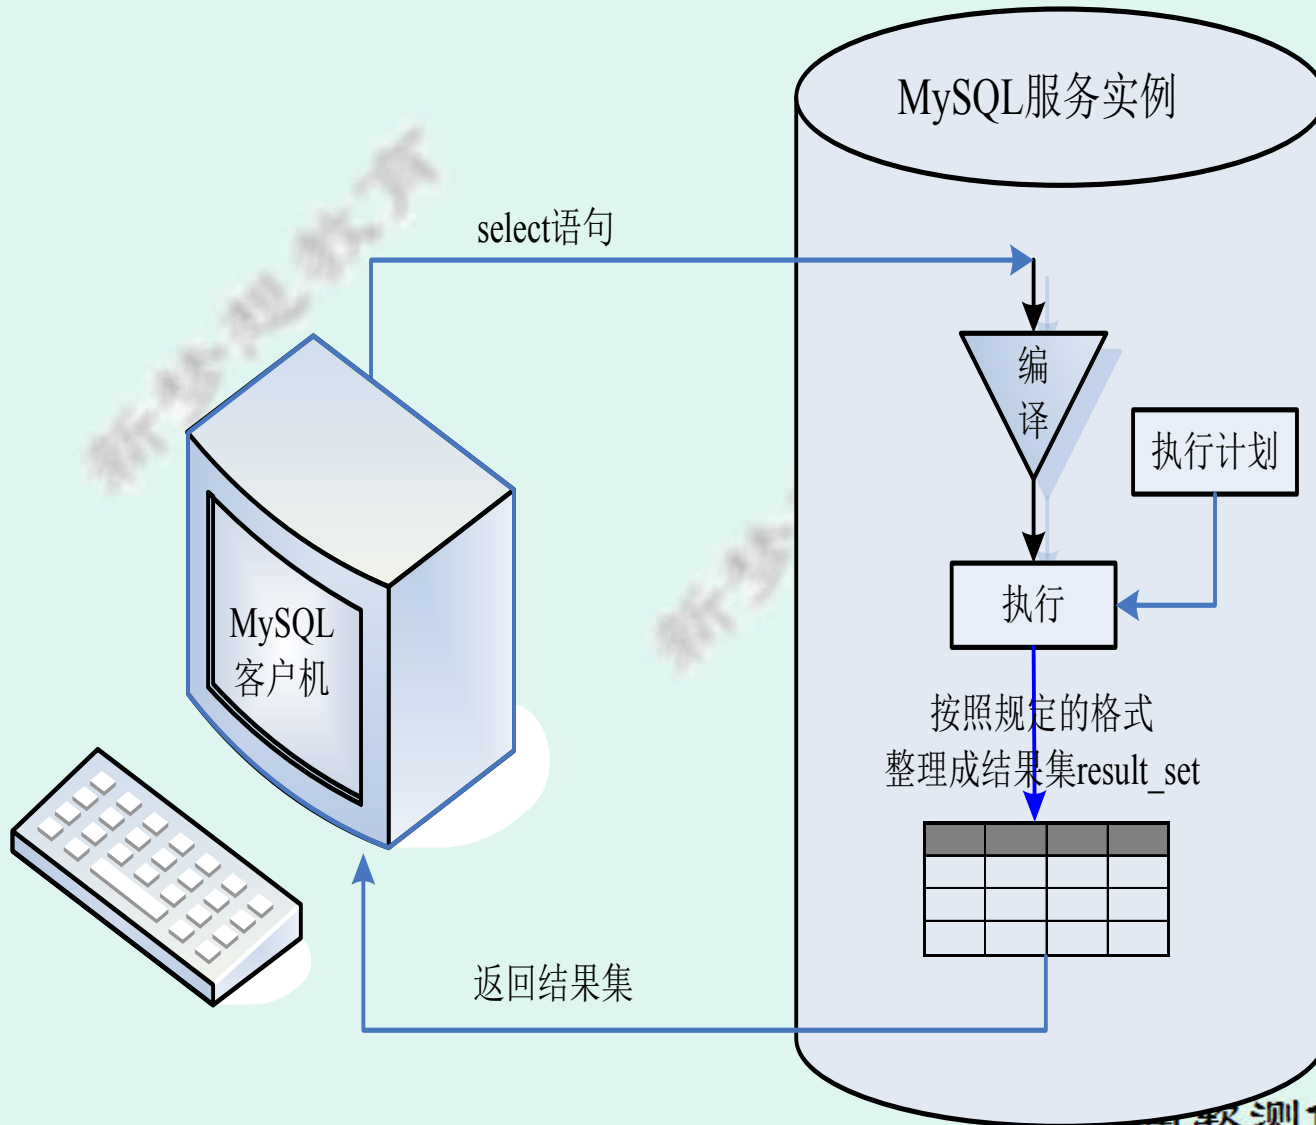 MySQL服务实例
select语句
编
译
执行计划
执行
MySQL
客户机
按照规定的格式
整理成结果集result_set
返回结果集